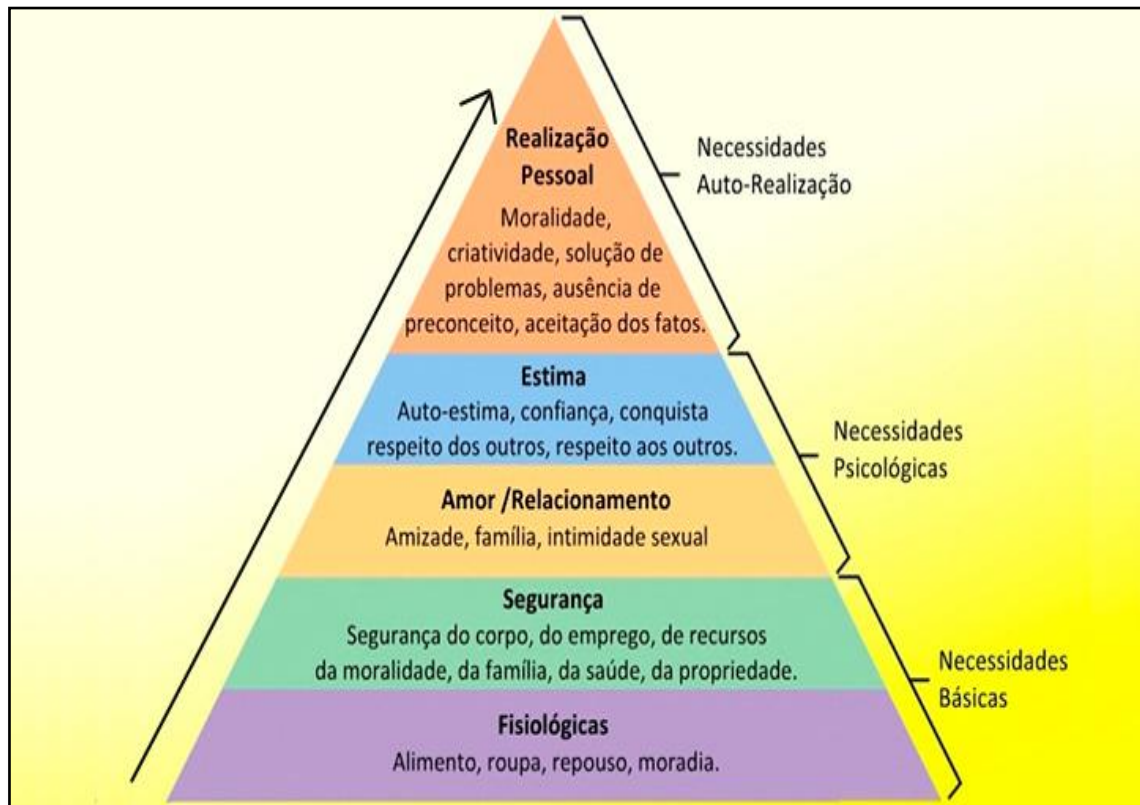 Realização
Pessoal
Moralidade,
criatividade, solução de
problemas, ausência de
preconceito, aceitação dos fatos.
Necessidades
Auto-Realização
Estima
Auto-estima, confiança, conquista
respeito dos outros, respeito aos outros.
Necessidades
Psicológicas
Amor /Relacionamento
Amizade, família, intimidade sexual
Segurança
Segurança do corpo, do emprego, de recursos
da moralidade, da família, da saúde, da propriedade.
Necessidades
Básicas
Fisiológicas
Alimento, roupa, repouso, moradia.